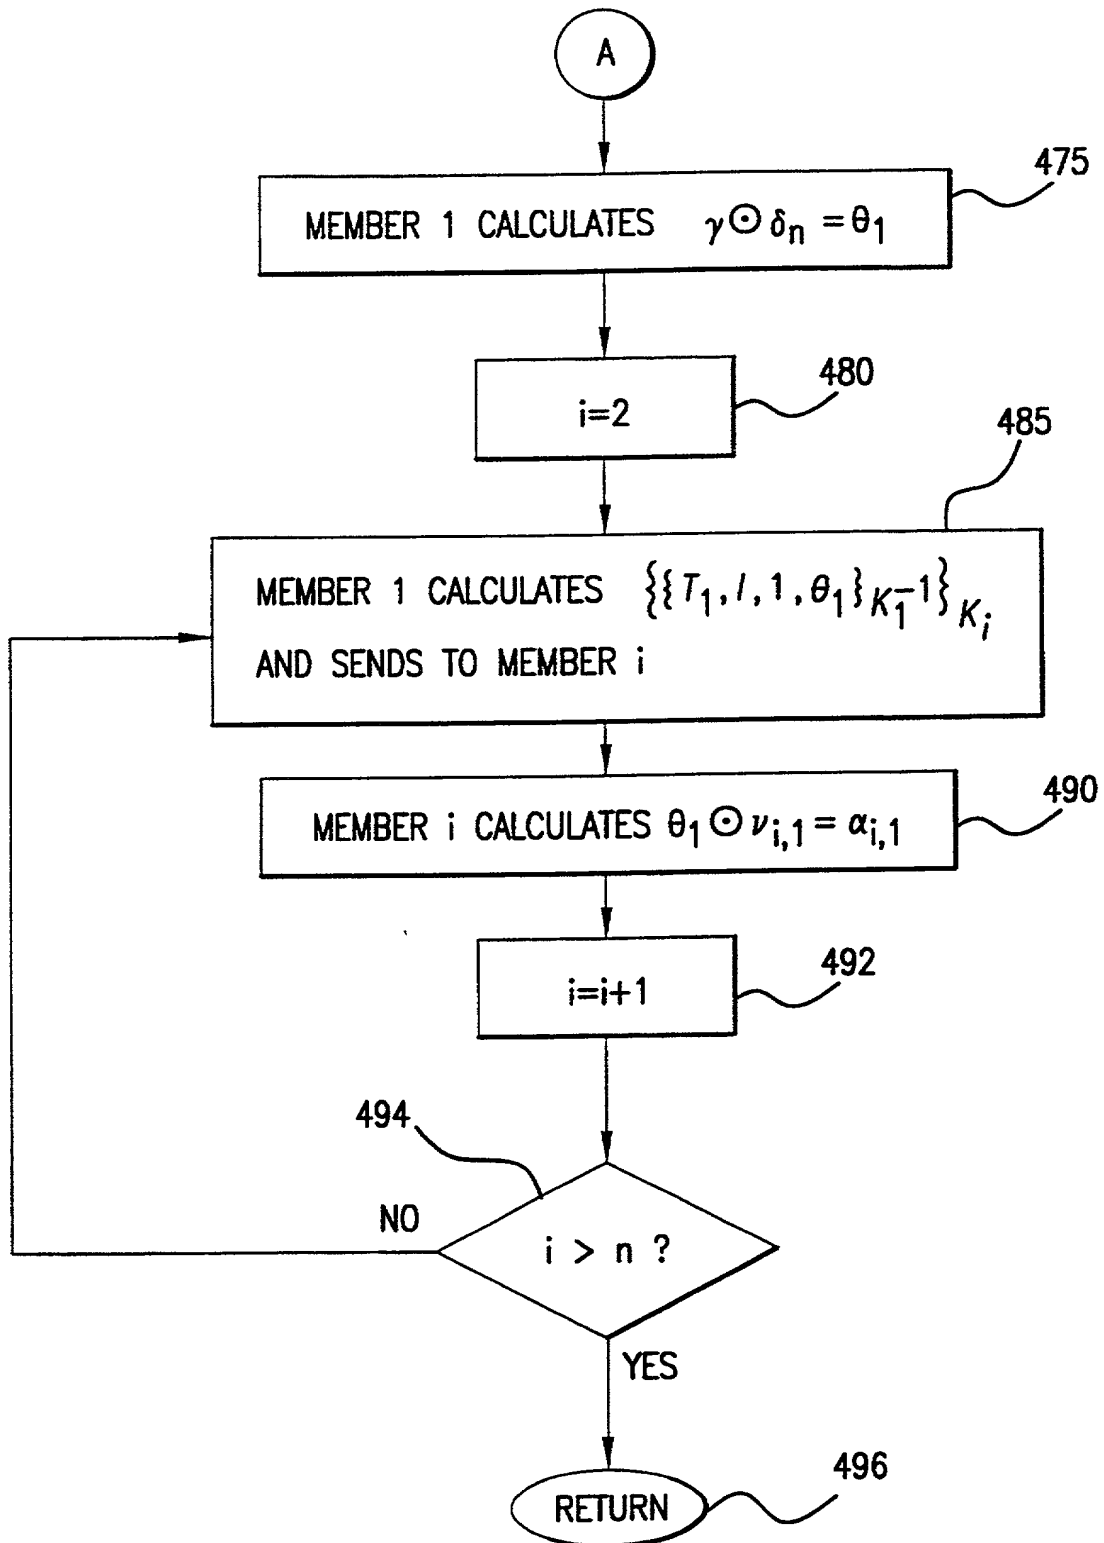 A
475
MEMBER 1 CALCULATES γ⊙δn = θ1
480
i=2
485
MEMBER 1 CALCULATES {{T1, I, 1, θ1}K1^-1}Ki
AND SENDS TO MEMBER i
490
MEMBER i CALCULATES θ1⊙νi,1 = αi,1
492
i=i+1
494
NO
i > n ?
YES
RETURN
496